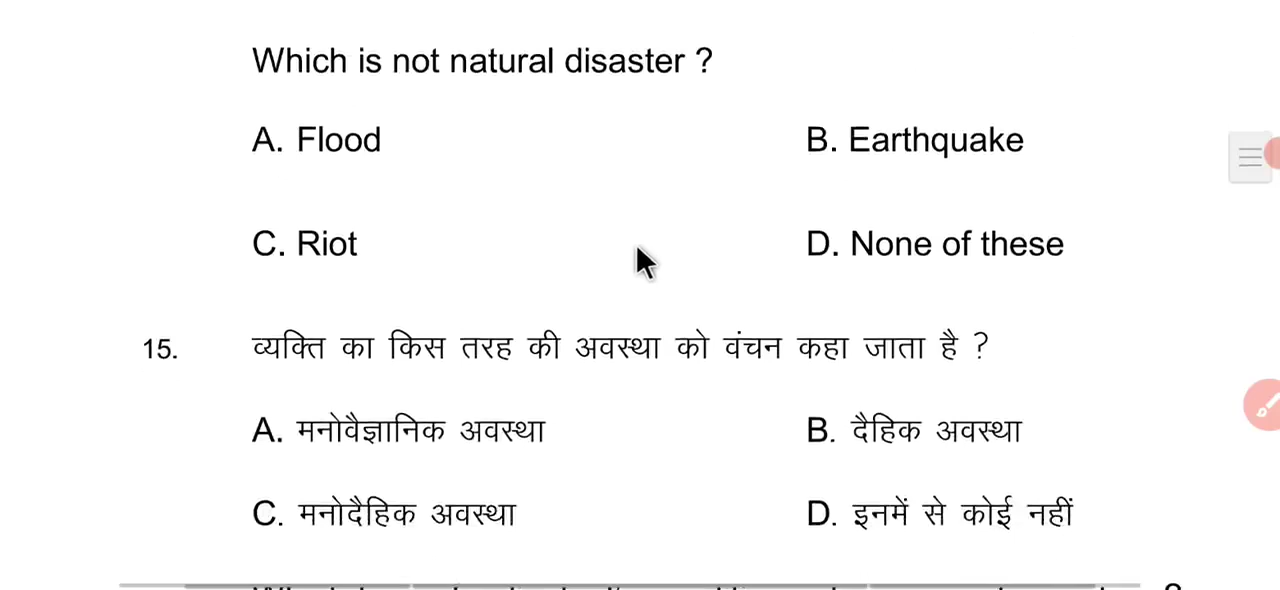 Which is not natural disaster ?
A. Flood B. Earthquake
C. Riot D. None of these
15. व्यक्ति का किस तरह की अवस्था को वंचन कहा जाता है ?
A. मनोवैज्ञानिक अवस्था B. दैहिक अवस्था
C. मनोदैहिक अवस्था D. इनमें से कोई नहीं